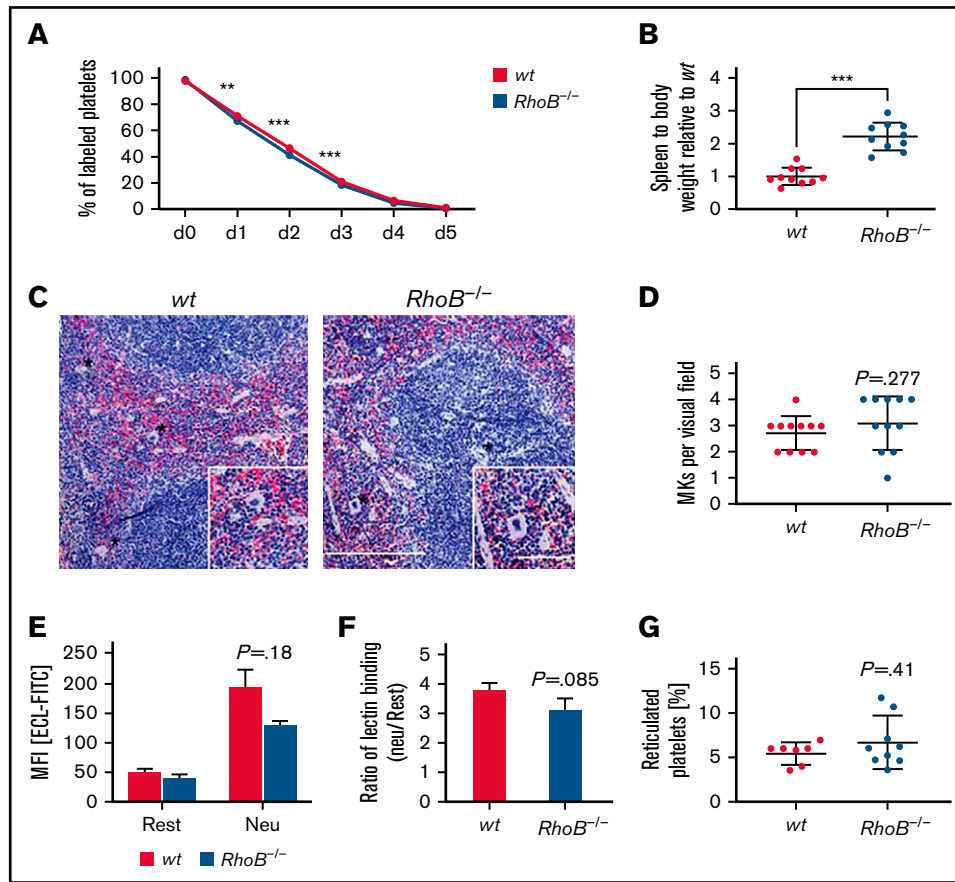 A
% of labeled platelets
100
80
60
40
20
0
**
***
***
d0 d1 d2 d3 d4 d5
wt
RhoB−/−
B
Spleen to body
weight relative to wt
4
3
2
1
0
***
wt RhoB−/−
C
wt RhoB−/−
*
*
*
*
*
D
MKs per visual field
5
4
3
2
1
0
P=.277
wt RhoB−/−
E
MFI [ECL-FITC]
250
200
150
100
50
0
P=.18
Rest Neu
wt RhoB−/−
F
Ratio of lectin binding
(neu/Rest)
5
4
3
2
1
0
P=.085
wt RhoB−/−
G
Reticulated
platelets [%]
15
10
5
0
P=.41
wt RhoB−/−